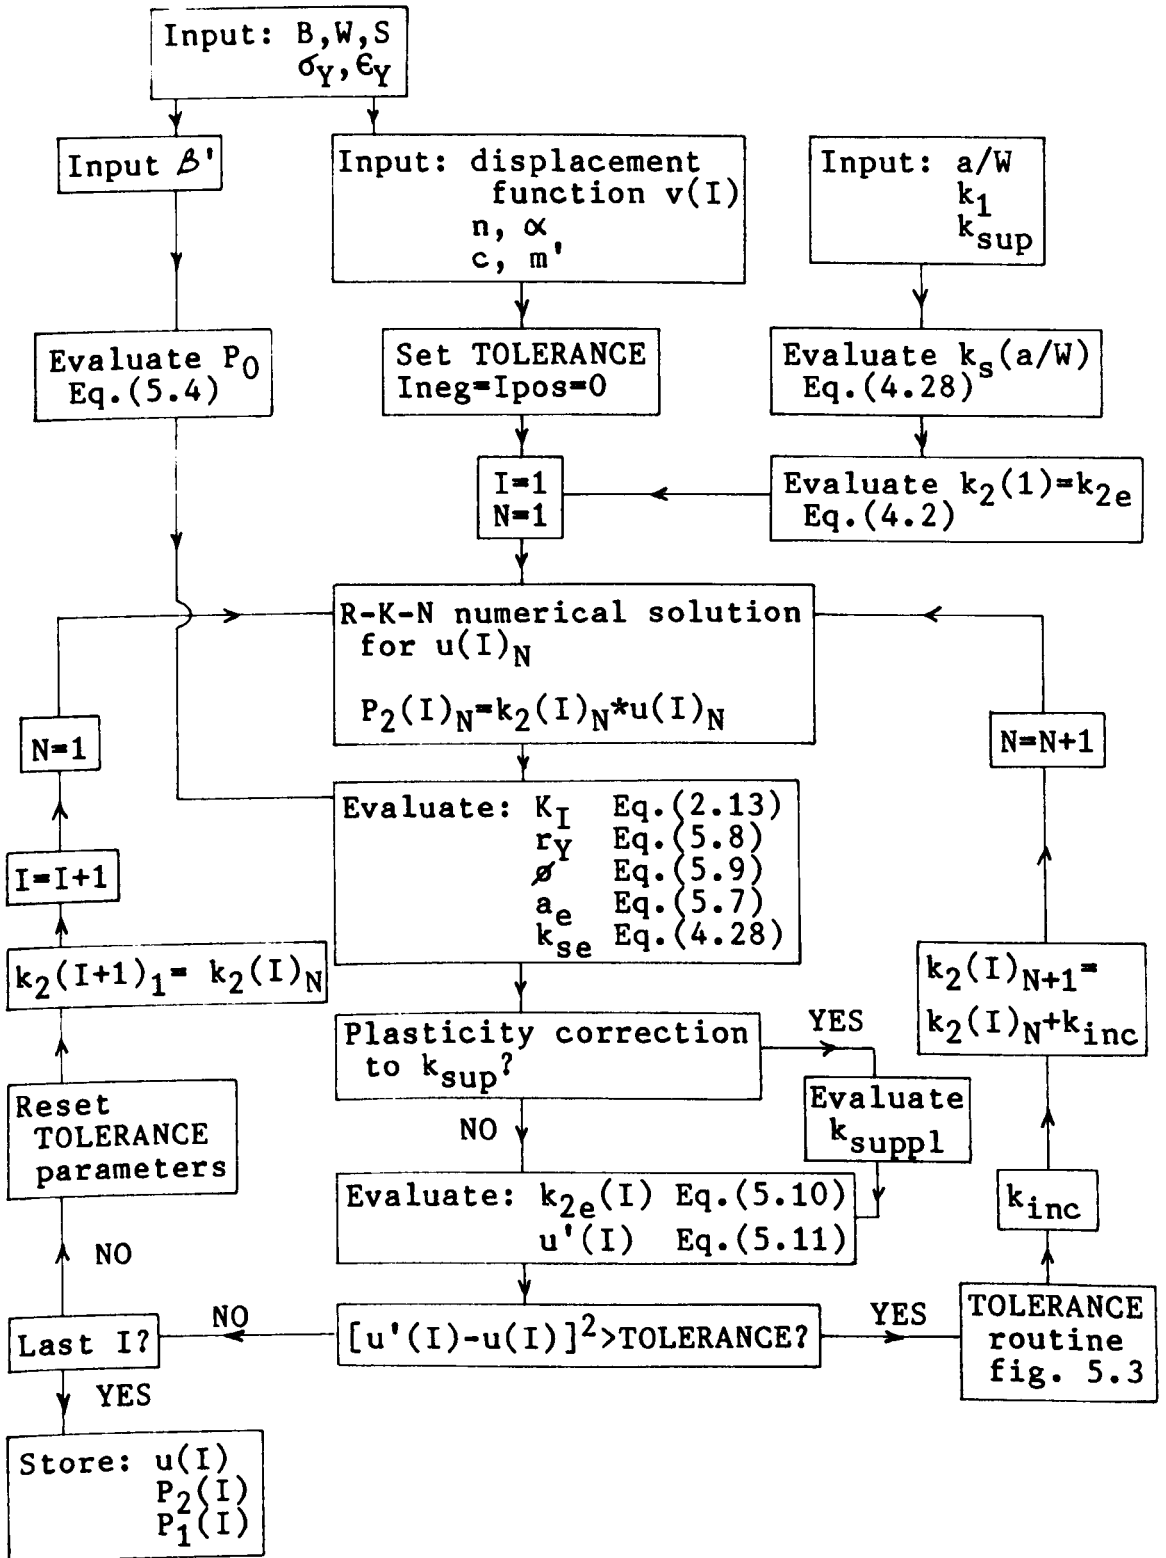 Input: B,W,S
σY,ϵY
Input β'
Input: displacement
function v(I)
n, α
c, m'
Input: a/W
k1
ksup
Evaluate P0
Eq.(5.4)
Set TOLERANCE
Ineg=Ipos=0
Evaluate ks(a/W)
Eq.(4.28)
I=1
N=1
Evaluate k2(1)=k2e
Eq.(4.2)
R-K-N numerical solution
for u(I)N
P2(I)N=k2(I)N*u(I)N
N=1
N=N+1
Evaluate: KI Eq.(2.13)
rY Eq.(5.8)
ø Eq.(5.9)
ae Eq.(5.7)
kse Eq.(4.28)
I=I+1
k2(I+1)1= k2(I)N
k2(I)N+1=
k2(I)N+kinc
Plasticity correction
to ksup?
YES
NO
Evaluate
ksuppl
Reset
TOLERANCE
parameters
Evaluate: k2e(I) Eq.(5.10)
u'(I) Eq.(5.11)
kinc
NO
Last I?
NO
[u'(I)-u(I)]2>TOLERANCE?
YES
TOLERANCE
routine
fig. 5.3
YES
Store: u(I)
P2(I)
P1(I)